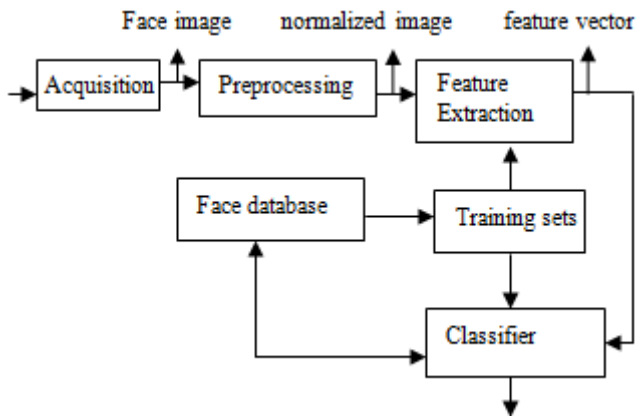 Face image
normalized image
feature vector
Acquisition
Preprocessing
Feature
Extraction
Face database
Training sets
Classifier